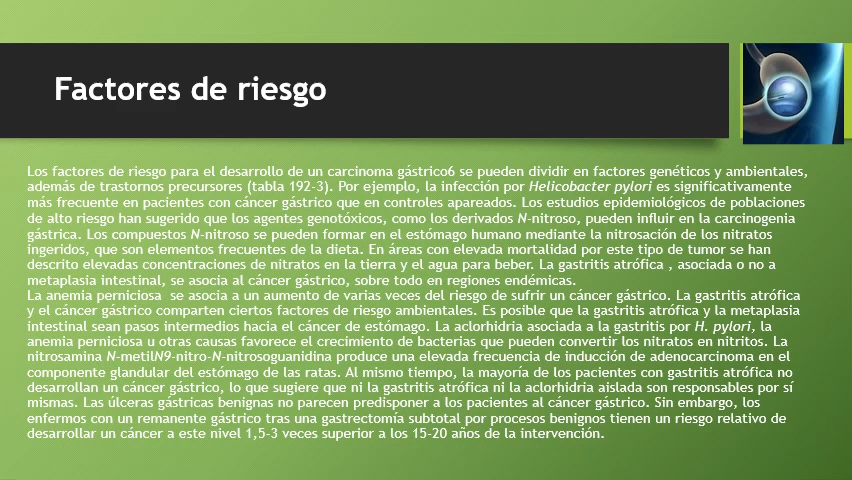 Factores de riesgo
Los factores de riesgo para el desarrollo de un carcinoma gástrico6 se pueden dividir en factores genéticos y ambientales,
además de trastornos precursores (tabla 192-3). Por ejemplo, la infección por Helicobacter pylori es significativamente
más frecuente en pacientes con cáncer gástrico que en controles apareados. Los estudios epidemiológicos de poblaciones
de alto riesgo han sugerido que los agentes genotóxicos, como los derivados N-nitroso, pueden influir en la carcinogenia
gástrica. Los compuestos N-nitroso se pueden formar en el estómago humano mediante la nitrosación de los nitratos
ingeridos, que son elementos frecuentes de la dieta. En áreas con elevada mortalidad por este tipo de tumor se han
descrito elevadas concentraciones de nitratos en la tierra y el agua para beber. La gastritis atrófica , asociada o no a
metaplasia intestinal, se asocia al cáncer gástrico, sobre todo en regiones endémicas.
La anemia perniciosa  se asocia a un aumento de varias veces del riesgo de sufrir un cáncer gástrico. La gastritis atrófica
y el cáncer gástrico comparten ciertos factores de riesgo ambientales. Es posible que la gastritis atrófica y la metaplasia
intestinal sean pasos intermedios hacia el cáncer de estómago. La aclorhidria asociada a la gastritis por H. pylori, la
anemia perniciosa u otras causas favorece el crecimiento de bacterias que pueden convertir los nitratos en nitritos. La
nitrosamina N-metilN9-nitro-N-nitrosoguanidina produce una elevada frecuencia de inducción de adenocarcinoma en el
componente glandular del estómago de las ratas. Al mismo tiempo, la mayoría de los pacientes con gastritis atrófica no
desarrollan un cáncer gástrico, lo que sugiere que ni la gastritis atrófica ni la aclorhidria aislada son responsables por sí
mismas. Las úlceras gástricas benignas no parecen predisponer a los pacientes al cáncer gástrico. Sin embargo, los
enfermos con un remanente gástrico tras una gastrectomía subtotal por procesos benignos tienen un riesgo relativo de
desarrollar un cáncer a este nivel 1,5-3 veces superior a los 15-20 años de la intervención.